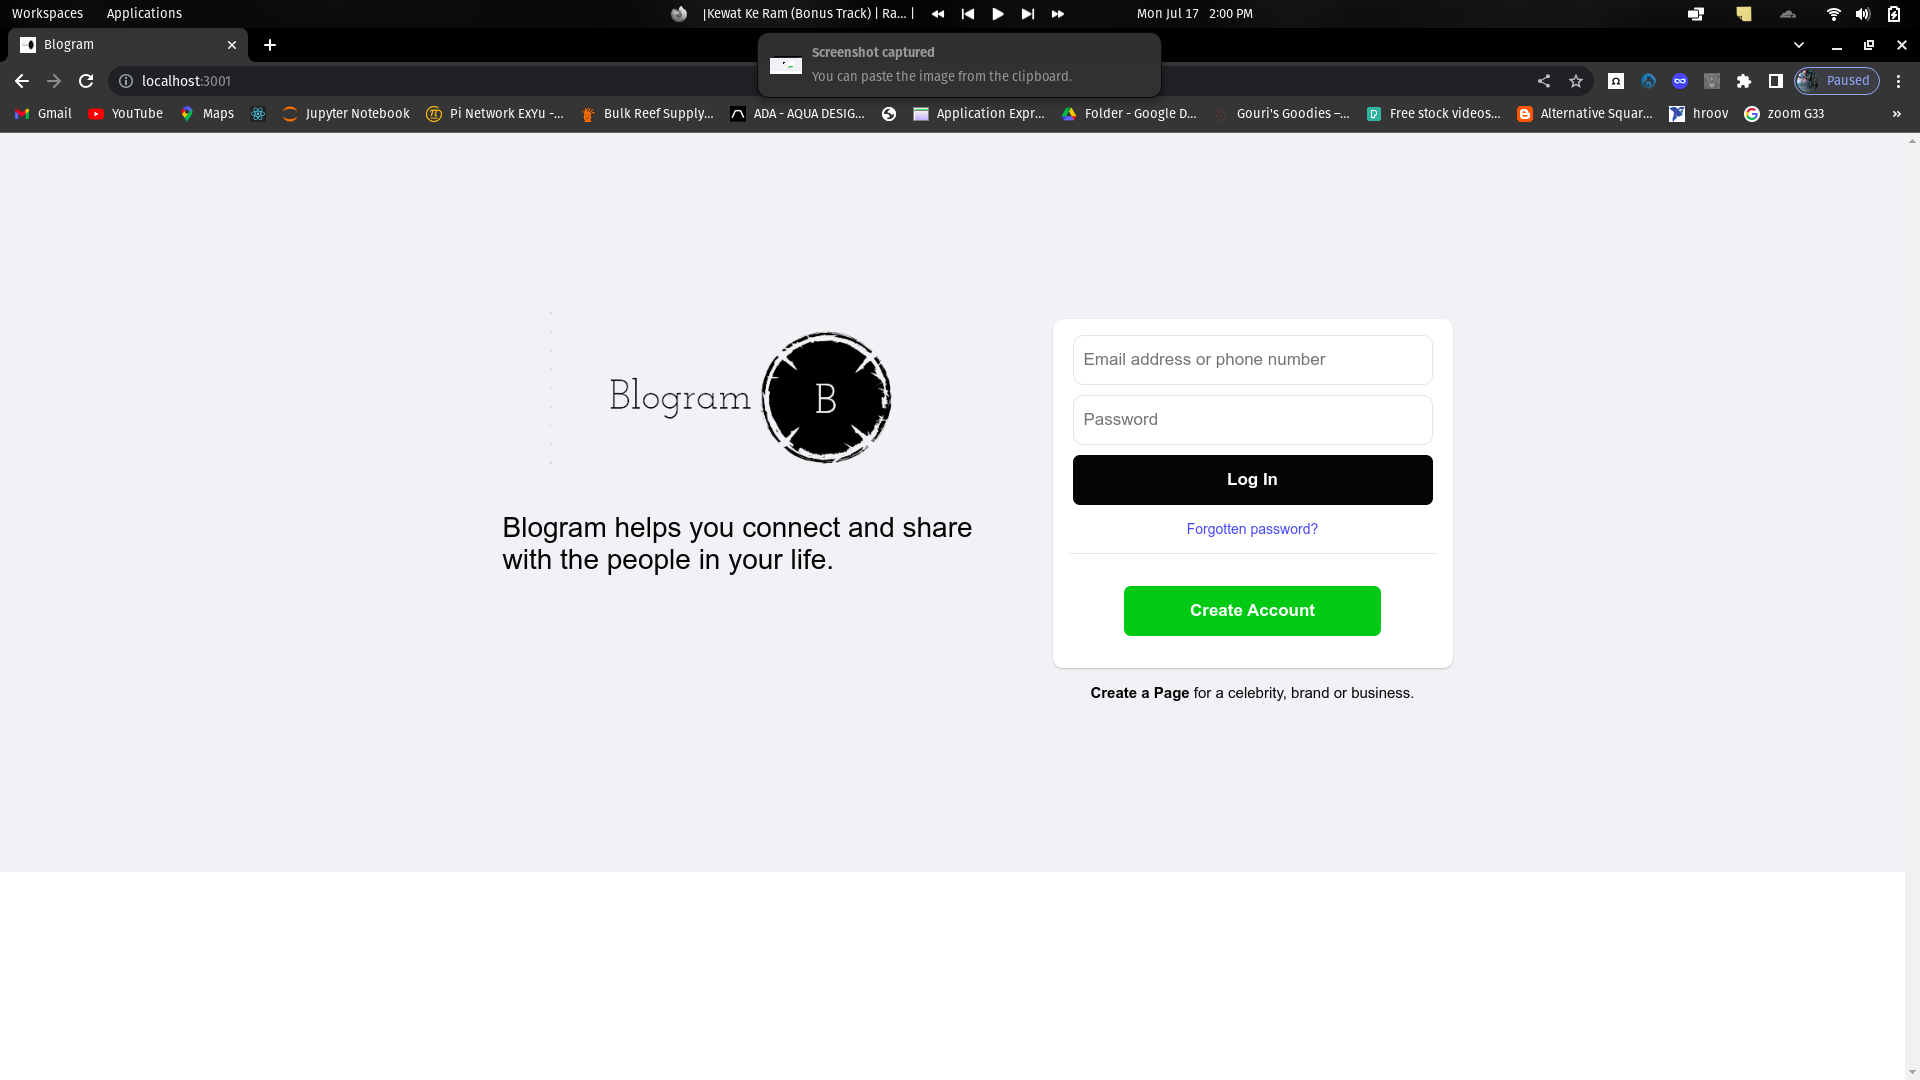 Workspaces Applications |Kewat Ke Ram (Bonus Track) | Ra... | Mon Jul 17 2:00 PM
Blogram
Screenshot captured
You can paste the image from the clipboard.
localhost:3001
Paused
Gmail YouTube Maps Jupyter Notebook Pi Network ExYu -... Bulk Reef Supply... ADA - AQUA DESIG... Application Expr... Folder - Google D... Gouri's Goodies –... Free stock videos... Alternative Squar... hroov zoom G33 »
Blogram B
Blogram helps you connect and share
with the people in your life.
Email address or phone number
Password
Log In
Forgotten password?
Create Account
Create a Page for a celebrity, brand or business.